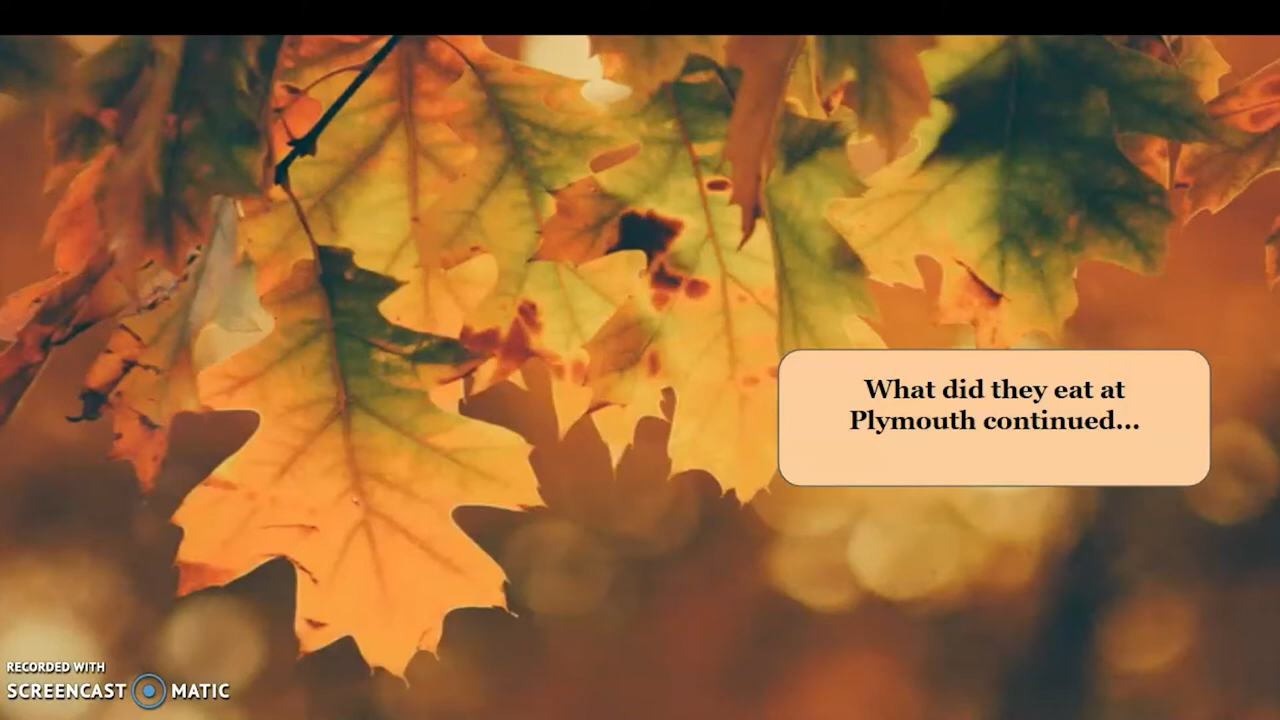 What did they eat at
Plymouth continued...
RECORDED WITH
SCREENCAST MATIC